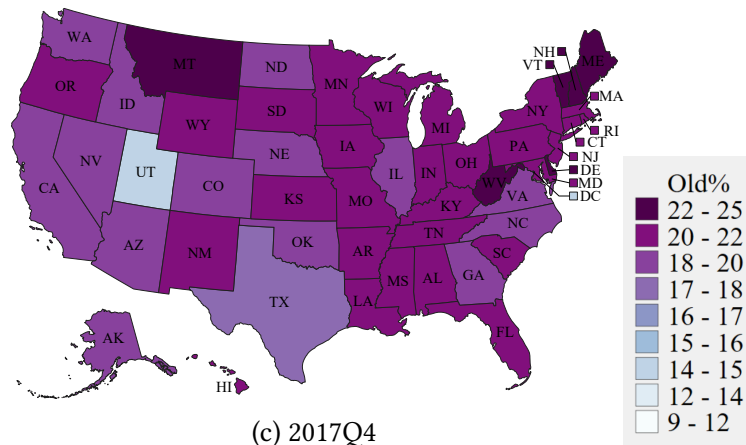 WA
MT
ND
MN
OR
ID
SD
WI
WY
MI
NY
VT
NH
ME
MA
RI
CT
NJ
DE
MD
DC
PA
IA
NE
NV
UT
CO
IL
IN
OH
WV
VA
CA
KS
MO
KY
NC
TN
SC
AZ
NM
OK
AR
MS
AL
GA
TX
LA
FL
AK
HI
Old%
22 - 25
20 - 22
18 - 20
17 - 18
16 - 17
15 - 16
14 - 15
12 - 14
9 - 12
(c) 2017Q4